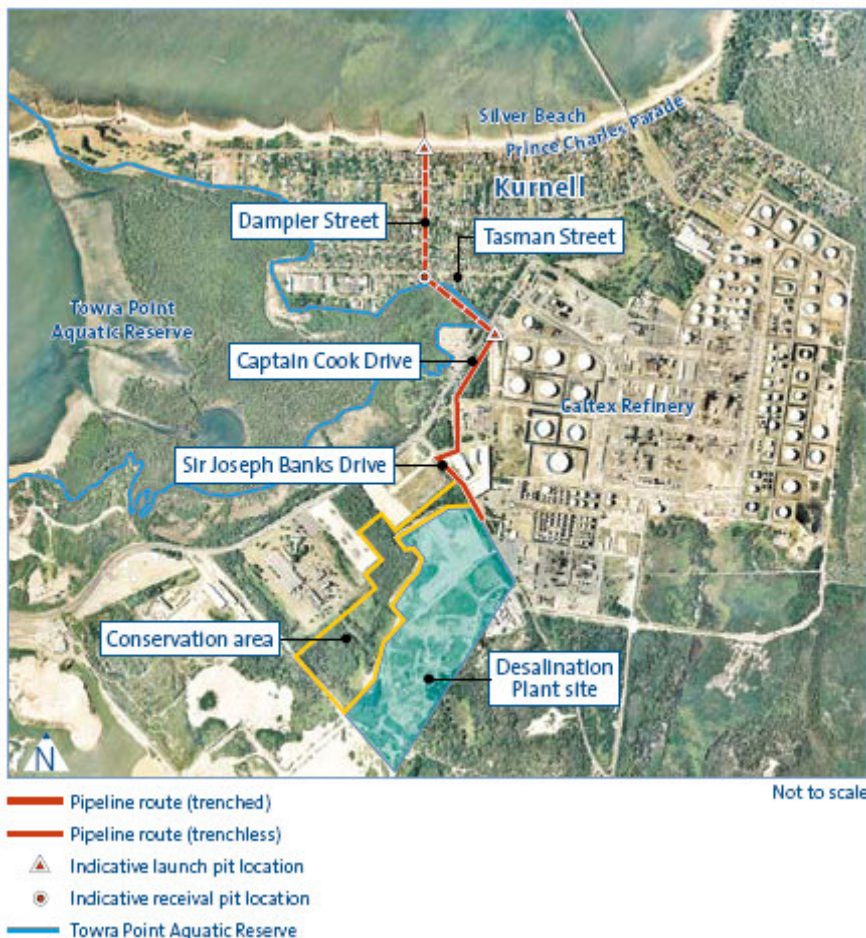 Silver Beach
Prince Charles Parade
Kurnell
Dampier Street
Tasman Street
Towra Point
Aquatic Reserve
Captain Cook Drive
Caltex Refinery
Sir Joseph Banks Drive
Conservation area
Desalination
Plant site
N
Not to scale
Pipeline route (trenched)
Pipeline route (trenchless)
Indicative launch pit location
Indicative receival pit location
Towra Point Aquatic Reserve